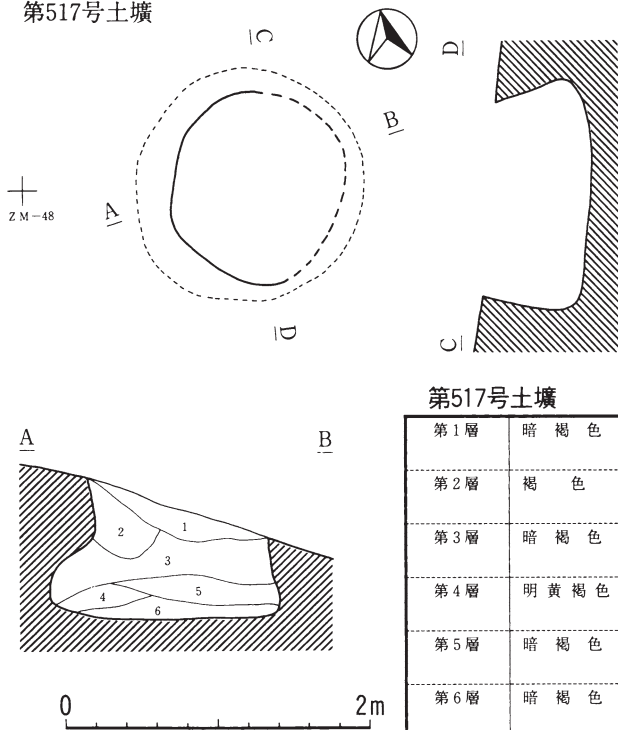 第517号土壙
C
D
B
A
ZM-48
D
C
A
B
1
2
3
4
5
6
0 2m
第517号土壙
第1層 暗褐色
第2層 褐色
第3層 暗褐色
第4層 明黄褐色
第5層 暗褐色
第6層 暗褐色